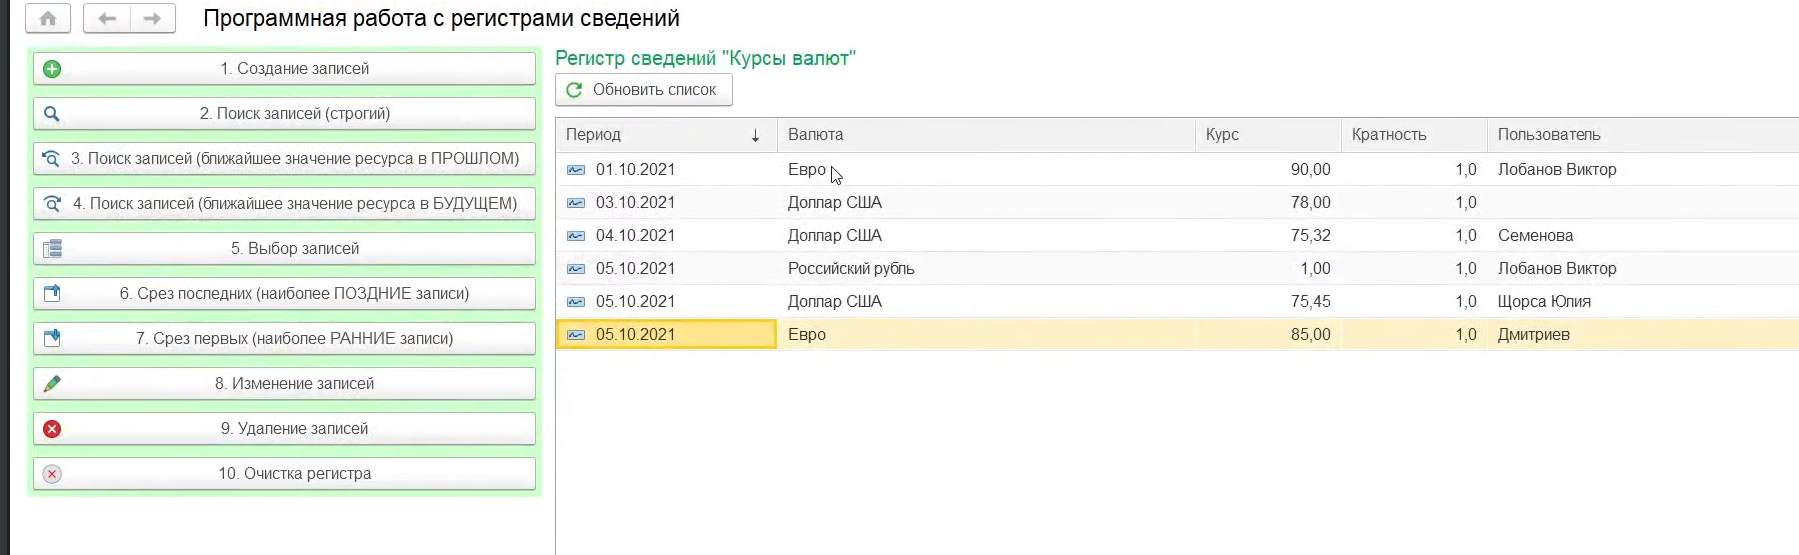 Программная работа с регистрами сведений
1. Создание записей
2. Поиск записей (строгий)
3. Поиск записей (ближайшее значение ресурса в ПРОШЛОМ)
4. Поиск записей (ближайшее значение ресурса в БУДУЩЕМ)
5. Выбор записей
6. Срез последних (наиболее ПОЗДНИЕ записи)
7. Срез первых (наиболее РАННИЕ записи)
8. Изменение записей
9. Удаление записей
10. Очистка регистра
Регистр сведений "Курсы валют"
Обновить список
Период ↓ Валюта Курс Кратность Пользователь
01.10.2021 Евро 90,00 1,0 Лобанов Виктор
03.10.2021 Доллар США 78,00 1,0
04.10.2021 Доллар США 75,32 1,0 Семенова
05.10.2021 Российский рубль 1,00 1,0 Лобанов Виктор
05.10.2021 Доллар США 75,45 1,0 Щорса Юлия
05.10.2021 Евро 85,00 1,0 Дмитриев